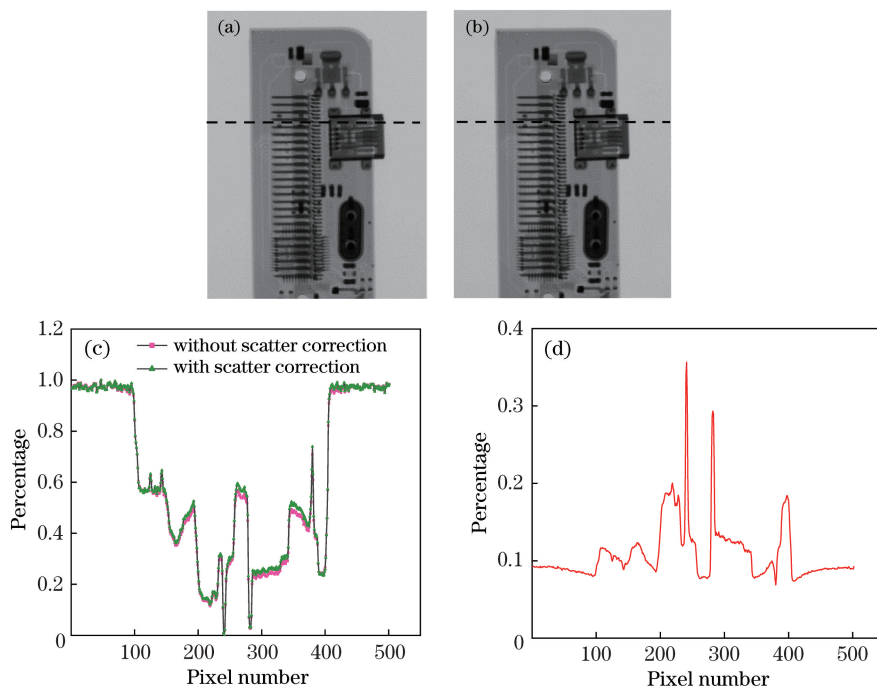 (a)
(b)
(c)
without scatter correction
with scatter correction
1.2
1.0
0.8
0.6
0.4
0.2
0
Percentage
100 200 300 400 500
Pixel number
(d)
0.4
0.3
0.2
0.1
0
Percentage
100 200 300 400 500
Pixel number